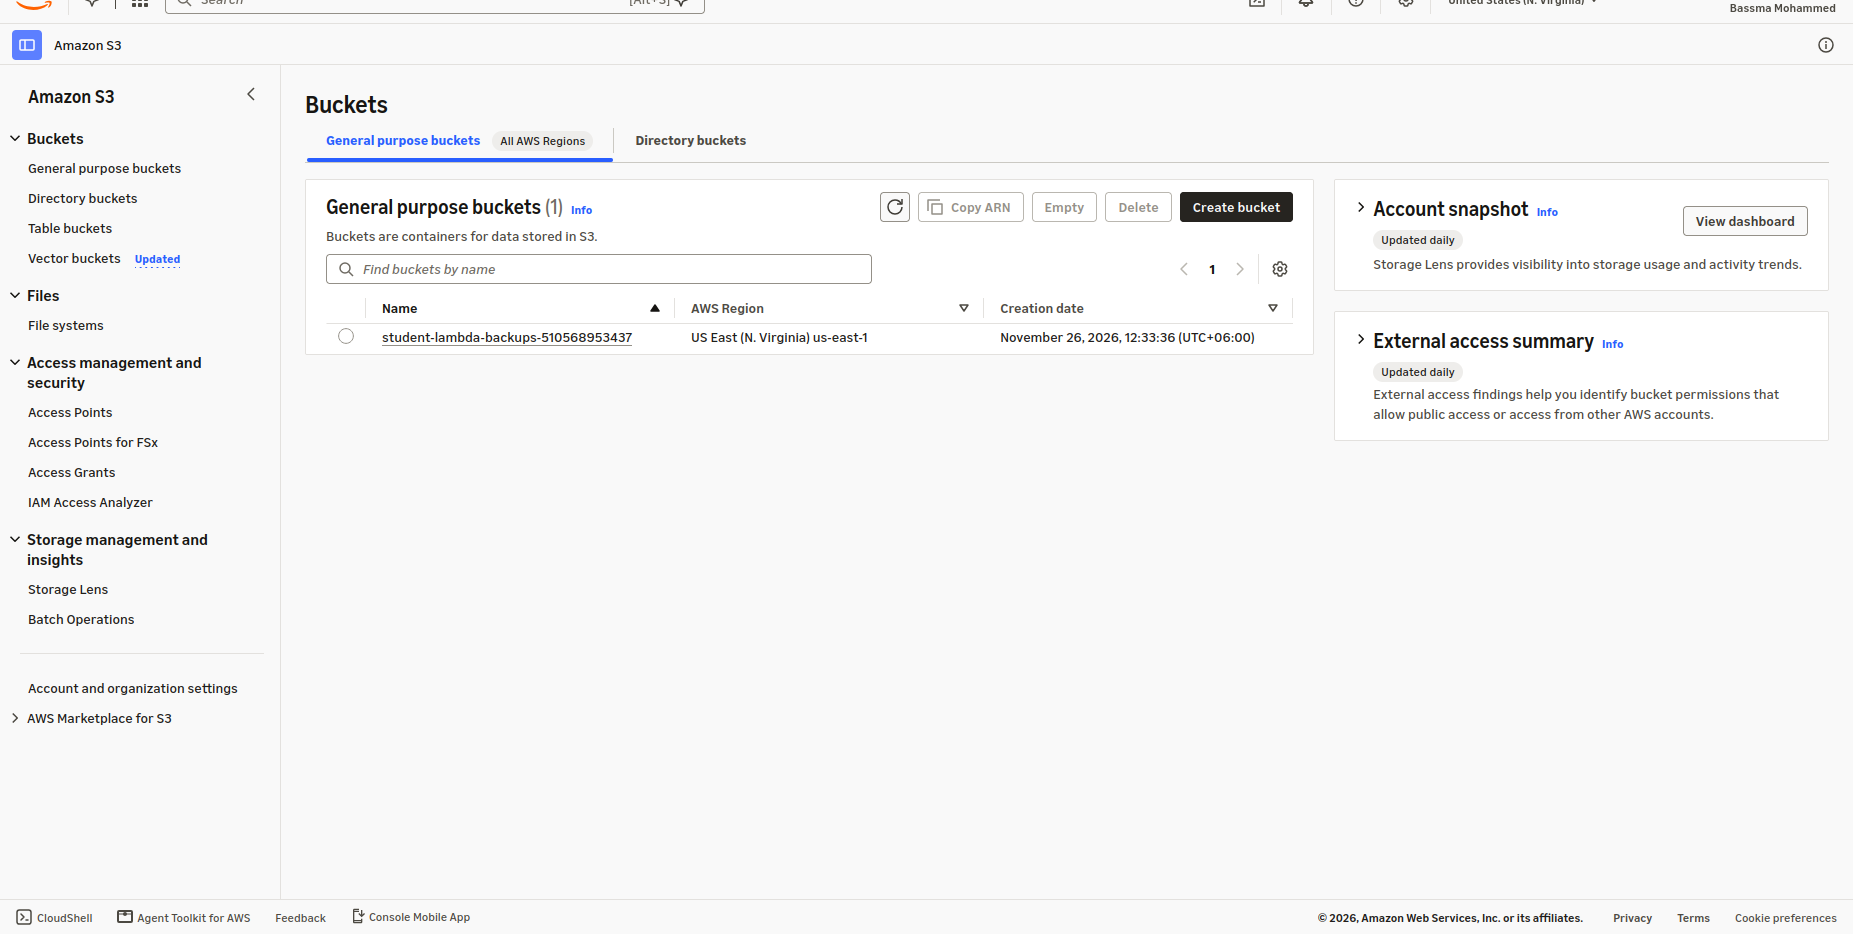 Search [Alt+S] United States (N. Virginia)
Bassma Mohammed
Amazon S3
Amazon S3
Buckets
General purpose buckets
Directory buckets
Table buckets
Vector buckets Updated
Files
File systems
Access management and
security
Access Points
Access Points for FSx
Access Grants
IAM Access Analyzer
Storage management and
insights
Storage Lens
Batch Operations
Account and organization settings
AWS Marketplace for S3
Buckets
General purpose buckets All AWS Regions Directory buckets
General purpose buckets (1) Info
Copy ARN Empty Delete Create bucket
Buckets are containers for data stored in S3.
Find buckets by name
1
Name AWS Region Creation date
student-lambda-backups-510568953437 US East (N. Virginia) us-east-1 November 26, 2026, 12:33:36 (UTC+06:00)
Account snapshot Info
View dashboard
Updated daily
Storage Lens provides visibility into storage usage and activity trends.
External access summary Info
Updated daily
External access findings help you identify bucket permissions that
allow public access or access from other AWS accounts.
CloudShell Agent Toolkit for AWS Feedback Console Mobile App
© 2026, Amazon Web Services, Inc. or its affiliates. Privacy Terms Cookie preferences